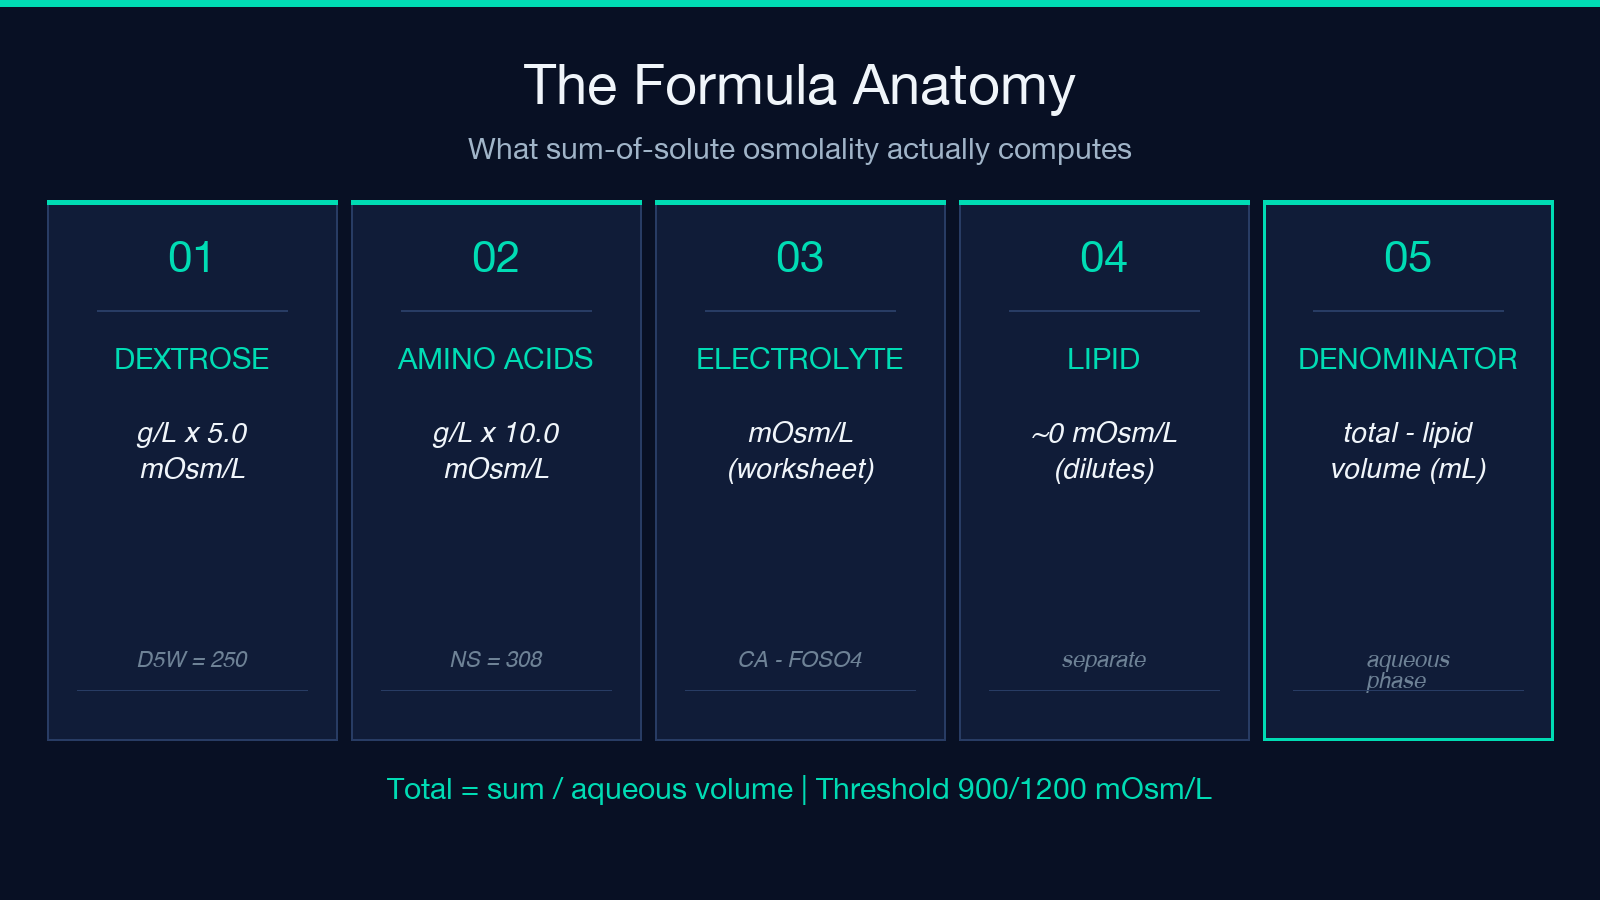 The Formula Anatomy
What sum-of-solute osmolality actually computes
01
DEXTROSE
g/L x 5.0
mOsm/L
D5W = 250
02
AMINO ACIDS
g/L x 10.0
mOsm/L
NS = 308
03
ELECTROLYTE
mOsm/L
(worksheet)
CA - FOSO4
04
LIPID
~0 mOsm/L
(dilutes)
separate
05
DENOMINATOR
total - lipid
volume (mL)
aqueous
phase
Total = sum / aqueous volume | Threshold 900/1200 mOsm/L